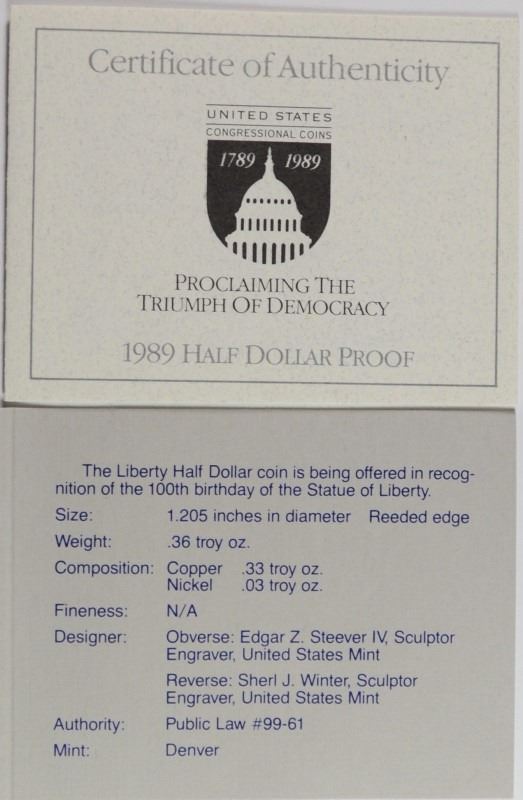 Certificate of Authenticity
UNITED STATES
CONGRESSIONAL COINS
1789 1989
PROCLAIMING THE
TRIUMPH OF DEMOCRACY
1989 HALF DOLLAR PROOF
The Liberty Half Dollar coin is being offered in recog-
nition of the 100th birthday of the Statue of Liberty.
Size: 1.205 inches in diameter Reeded edge
Weight: .36 troy oz.
Composition: Copper .33 troy oz.
Nickel .03 troy oz.
Fineness: N/A
Designer: Obverse: Edgar Z. Steever IV, Sculptor
Engraver, United States Mint
Reverse: Sherl J. Winter, Sculptor
Engraver, United States Mint
Authority: Public Law #99-61
Mint: Denver